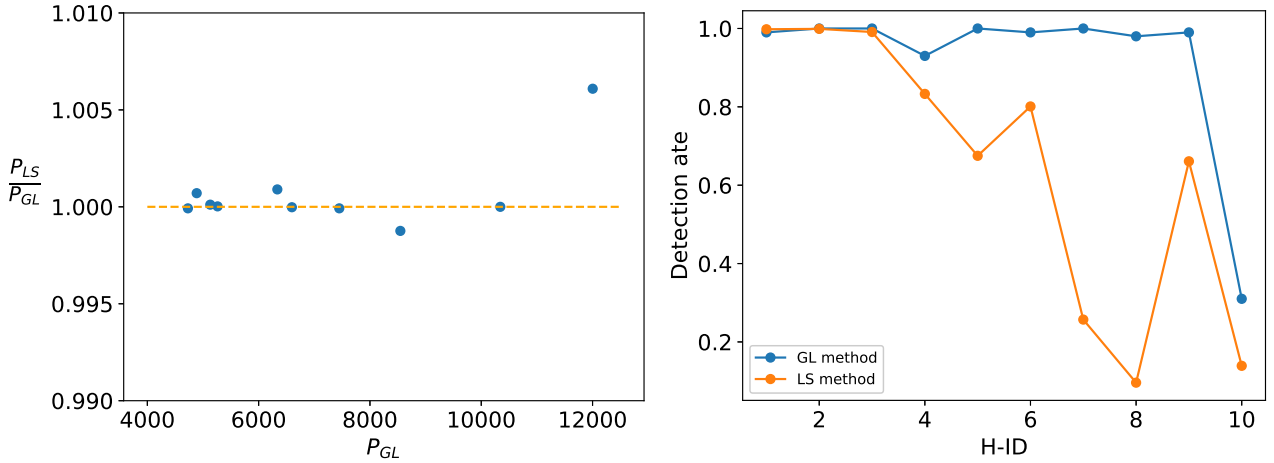 1.010
1.005
1.000
0.995
0.990
P_LS
P_GL
4000 6000 8000 10000 12000
P_GL
1.0
0.8
0.6
0.4
0.2
Detection ate
GL method
LS method
2 4 6 8 10
H-ID